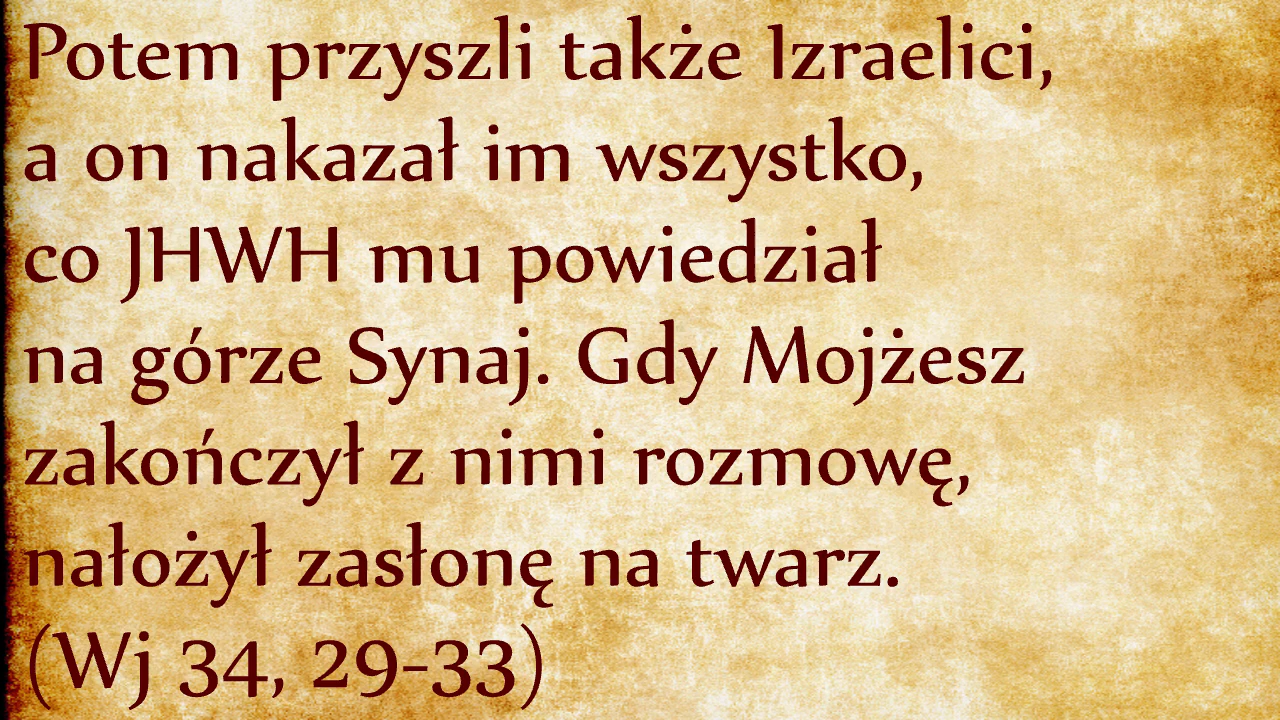 Potem przyszli także Izraelici,
a on nakazał im wszystko,
co JHWH mu powiedział
na górze Synaj. Gdy Mojżesz
zakończył z nimi rozmowę,
nałożył zasłonę na twarz.
(Wj 34, 29-33)